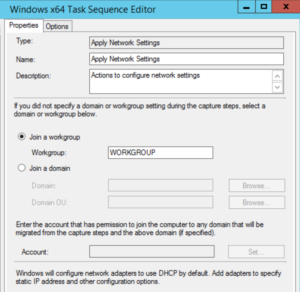 Windows x64 Task Sequence Editor
Properties
Options
Type:
Apply Network Settings
Name:
Apply Network Settings
Description:
Actions to configure network settings
If you did not specify a domain or workgroup setting during the capture steps, select a
domain or workgroup below.
Join a workgroup
Workgroup:
WORKGROUP
Join a domain
Domain:
Browse...
Domain OU:
Browse...
Enter the account that has permission to join the computer to any domain that will be
migrated from the capture steps and the above domain (if specified).
Account:
Set...
Windows will configure network adapters to use DHCP by default. Add adapters to specify
static IP address and other configuration options.